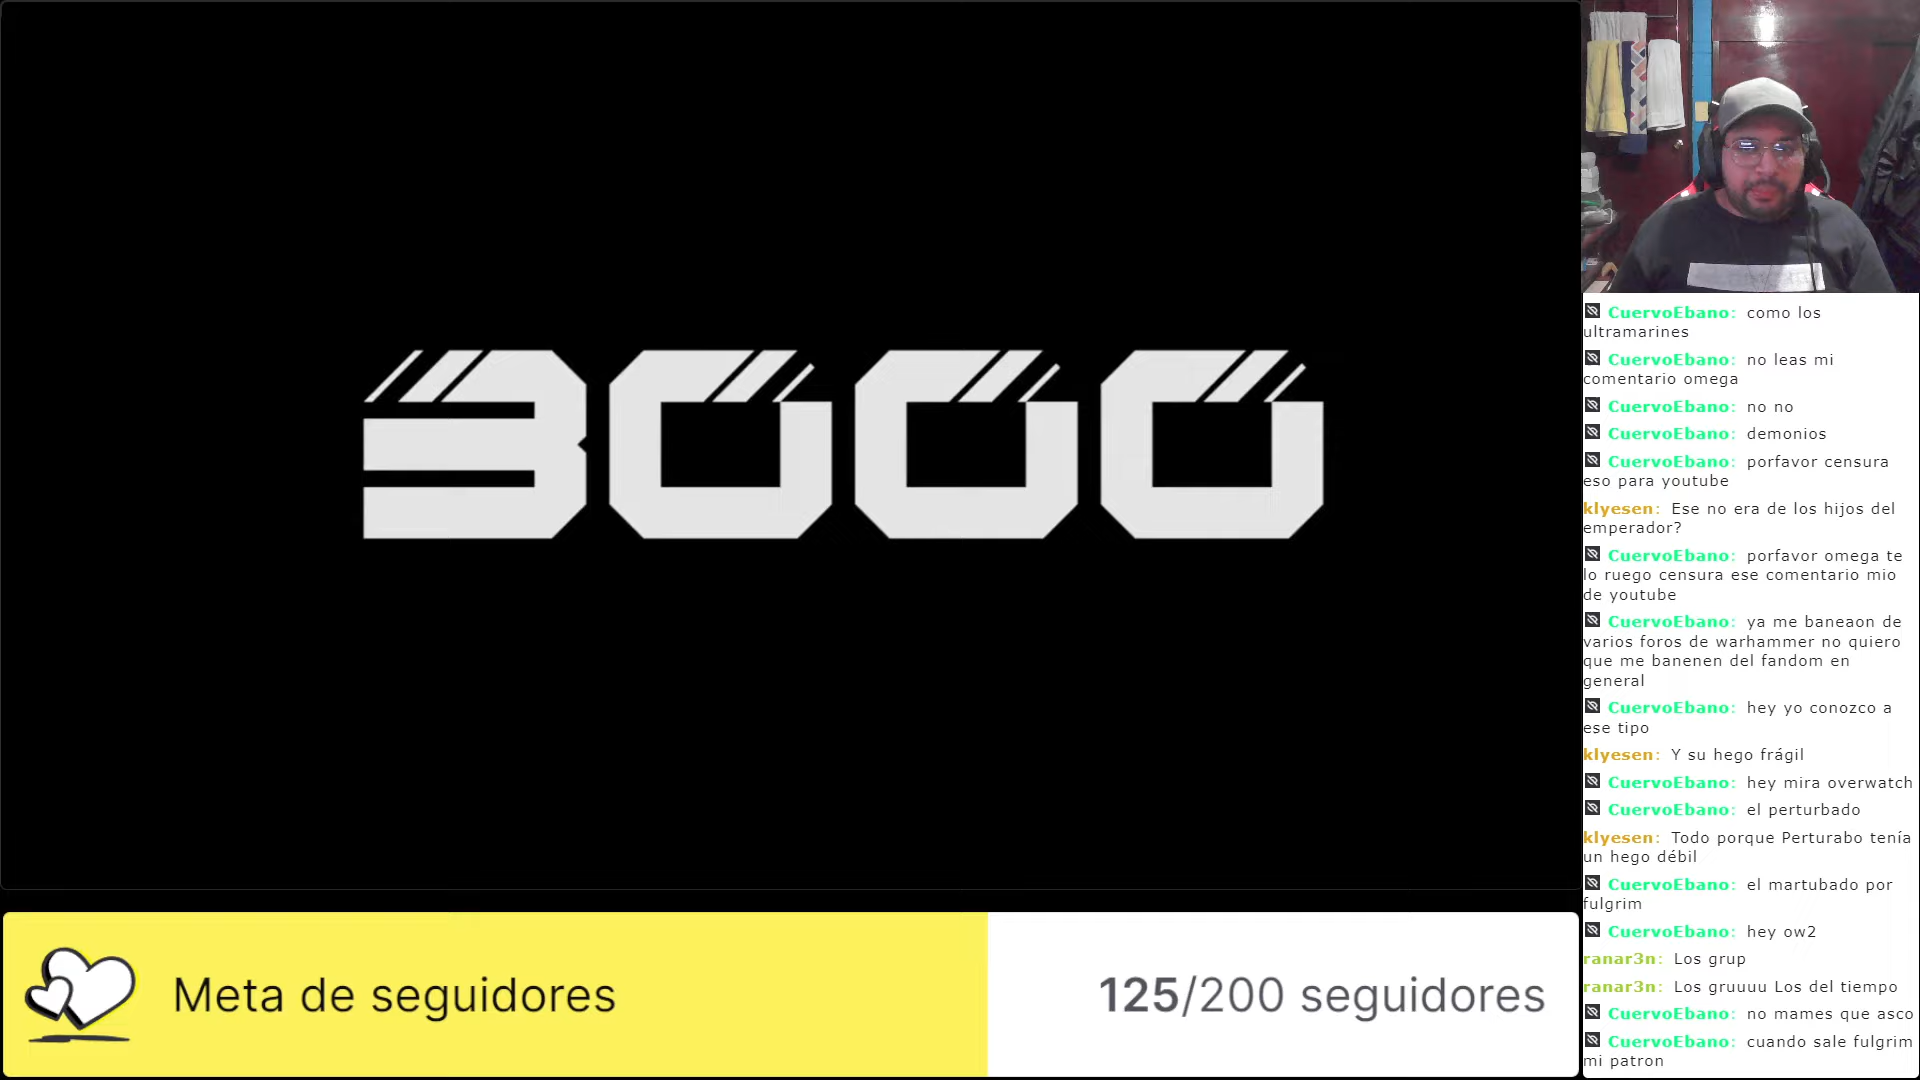 3000
CuervoEbano: como los
ultramarines
CuervoEbano: no leas mi
comentario omega
CuervoEbano: no no
CuervoEbano: demonios
CuervoEbano: porfavor censura
eso para youtube
klyesen: Ese no era de los hijos del
emperador?
CuervoEbano: porfavor omega te
lo ruego censura ese comentario mio
de youtube
CuervoEbano: ya me baneaon de
varios foros de warhammer no quiero
que me banenen del fandom en
general
CuervoEbano: hey yo conozco a
ese tipo
klyesen: Y su hego frágil
CuervoEbano: hey mira overwatch
CuervoEbano: el perturbado
klyesen: Todo porque Perturabo tenía
un hego débil
CuervoEbano: el martubado por
fulgrim
CuervoEbano: hey ow2
ranar3n: Los grup
ranar3n: Los gruuuu Los del tiempo
CuervoEbano: no mames que asco
CuervoEbano: cuando sale fulgrim
mi patron
Meta de seguidores
125/200 seguidores